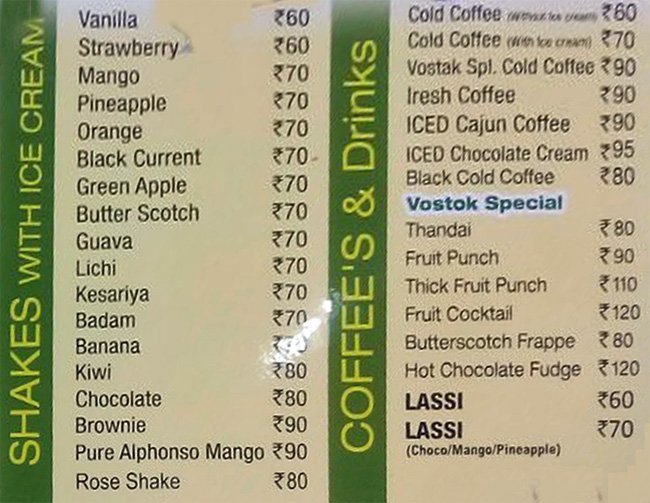 SHAKES WITH ICE CREAM
Vanilla ₹60
Strawberry ₹60
Mango ₹70
Pineapple ₹70
Orange ₹70
Black Current ₹70
Green Apple ₹70
Butter Scotch ₹70
Guava ₹70
Lichi ₹70
Kesariya ₹70
Badam ₹70
Banana
Kiwi ₹80
Chocolate ₹80
Brownie ₹90
Pure Alphonso Mango ₹90
Rose Shake ₹80
COFFEE'S & Drinks
Cold Coffee (Without Ice cream) ₹60
Cold Coffee (With Ice cream) ₹70
Vostak Spl. Cold Coffee ₹90
Iresh Coffee ₹90
ICED Cajun Coffee ₹90
ICED Chocolate Cream ₹95
Black Cold Coffee ₹80
Vostok Special
Thandai ₹80
Fruit Punch ₹90
Thick Fruit Punch ₹110
Fruit Cocktail ₹120
Butterscotch Frappe ₹80
Hot Chocolate Fudge ₹120
LASSI ₹60
LASSI ₹70
(Choco/Mango/Pineapple)